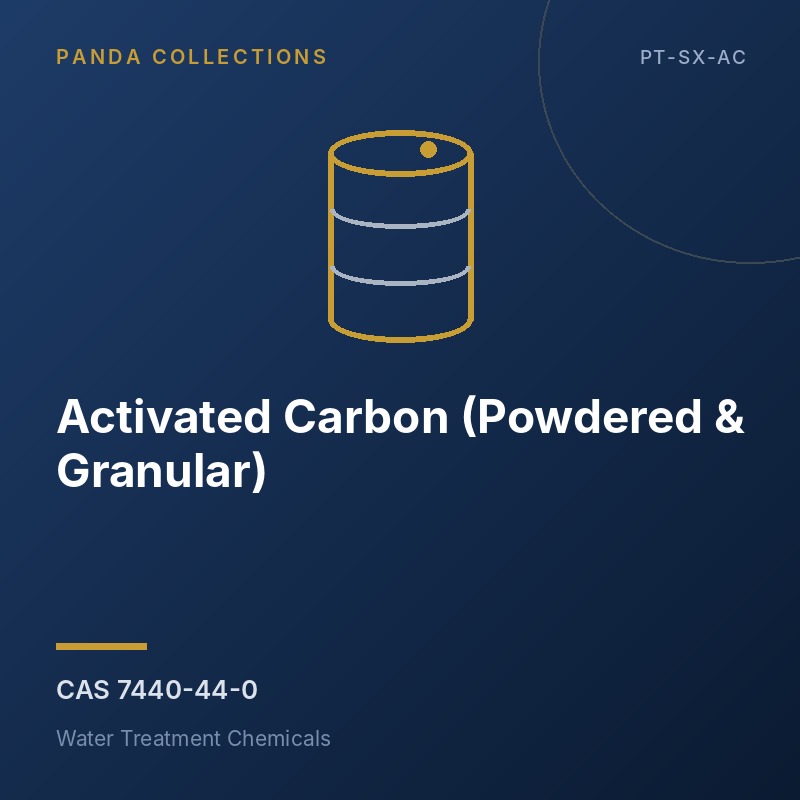 PANDA COLLECTIONS
PT-SX-AC
Activated Carbon (Powdered &
Granular)
CAS 7440-44-0
Water Treatment Chemicals